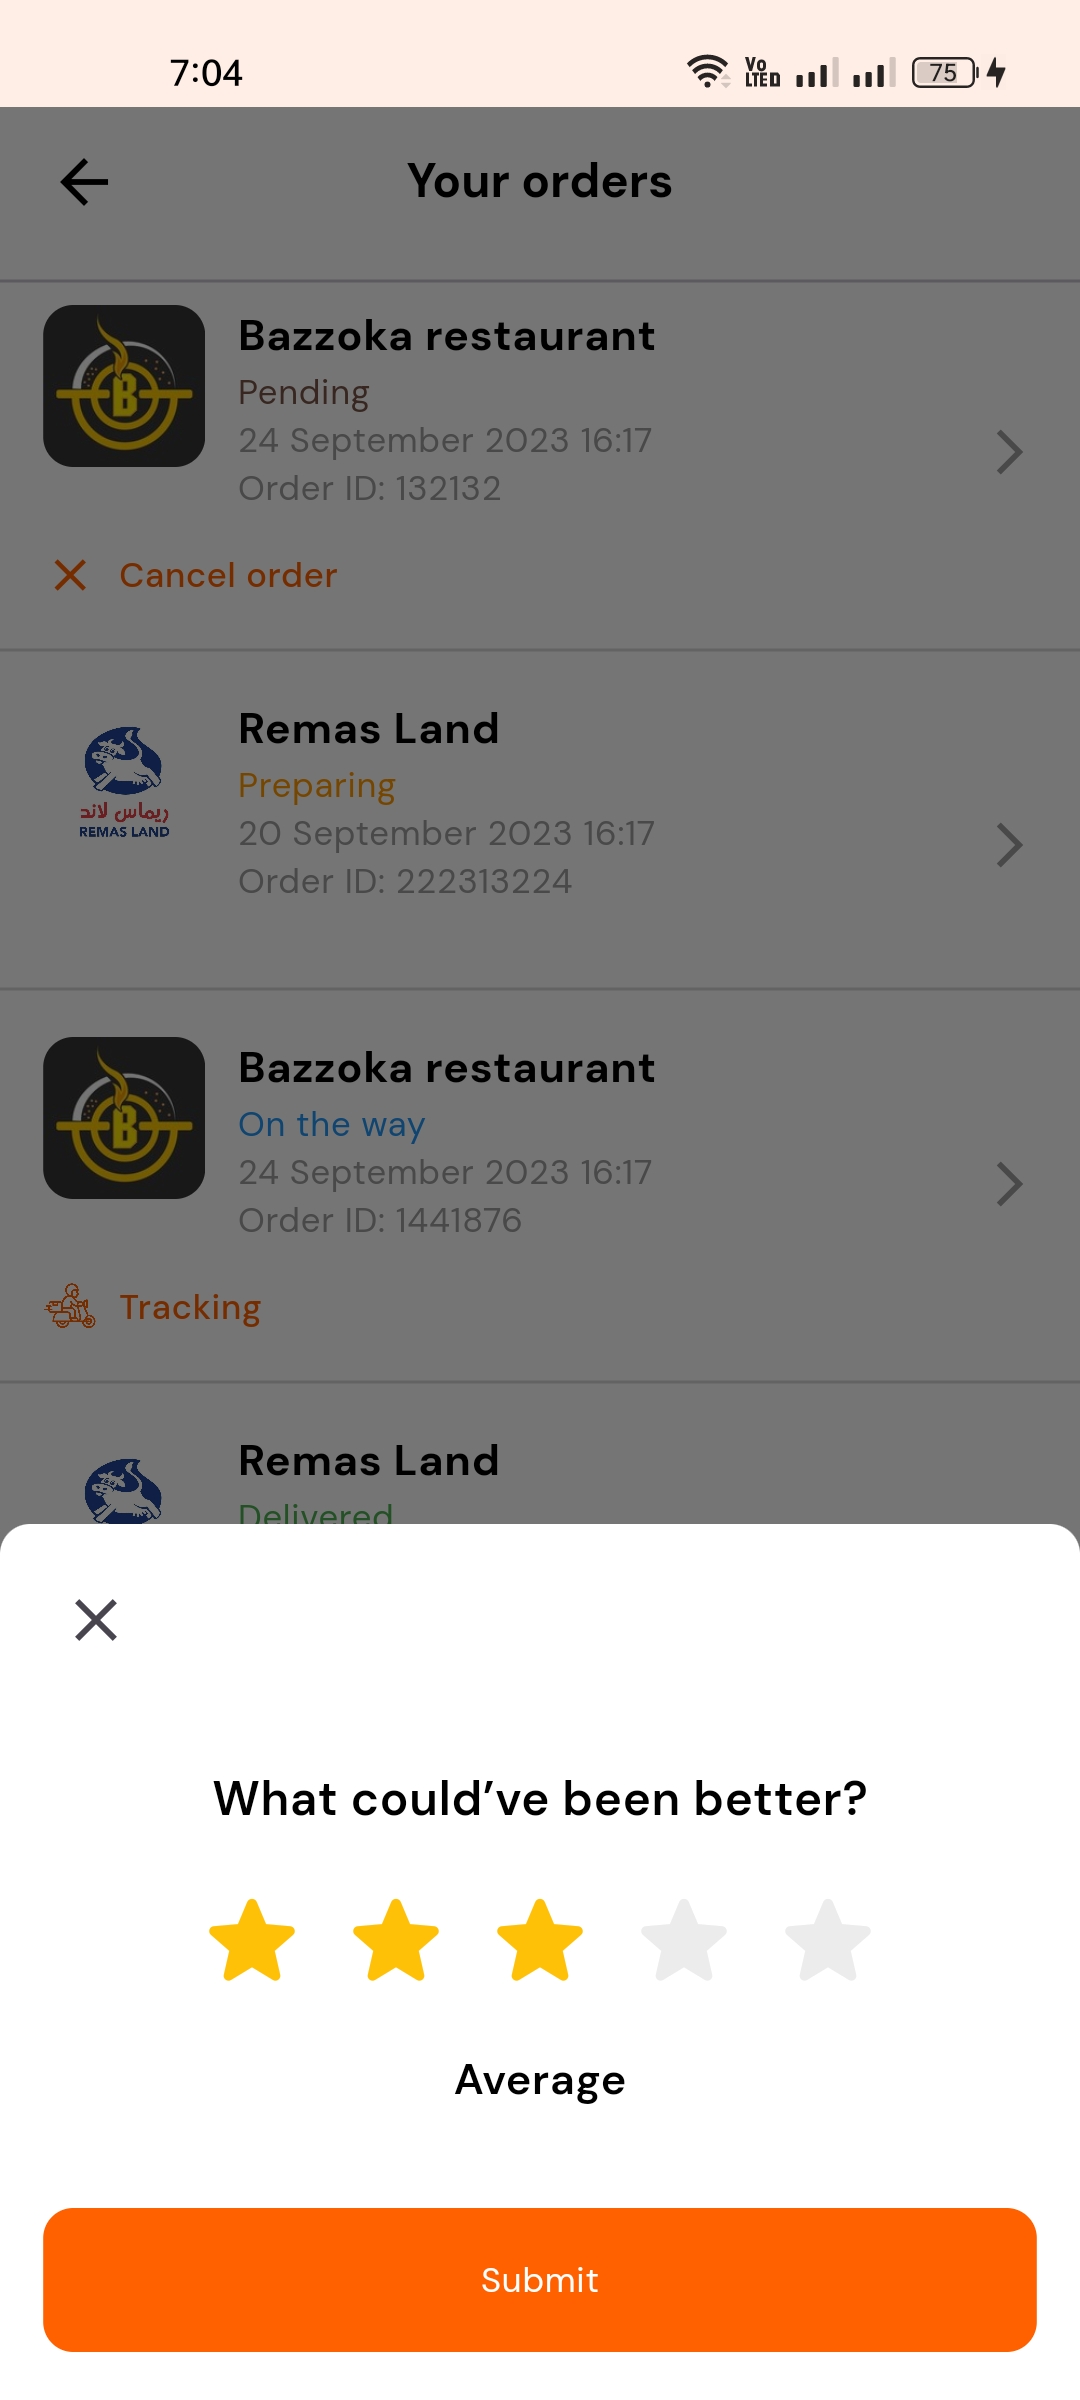 7:04
Vo
LTE
75
Your orders
B
Bazzoka restaurant
Pending
24 September 2023 16:17
Order ID: 132132
Cancel order
ريماس لاند
REMAS LAND
Remas Land
Preparing
20 September 2023 16:17
Order ID: 222313224
B
Bazzoka restaurant
On the way
24 September 2023 16:17
Order ID: 1441876
Tracking
Remas Land
Delivered
What could’ve been better?
Average
Submit